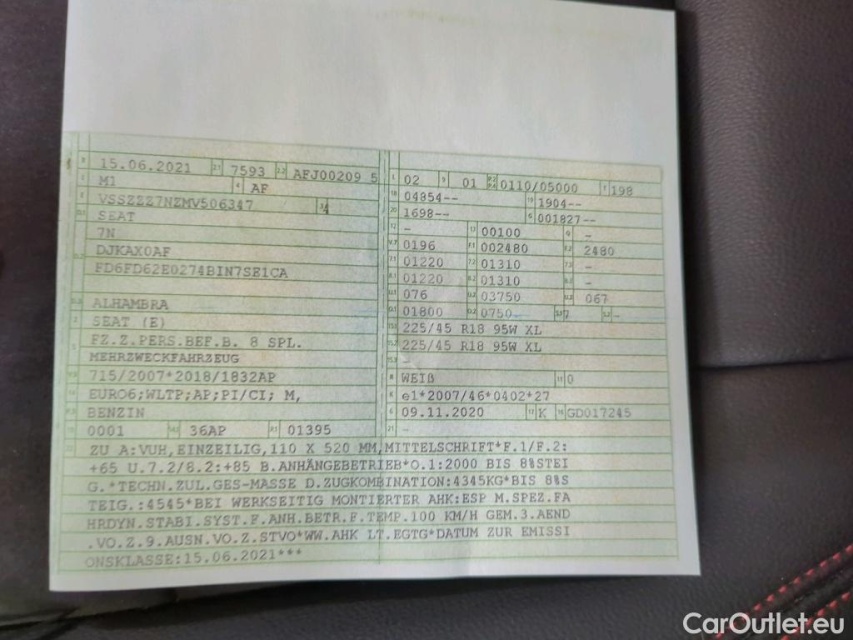 15.06.2021 7593 AFJ00209 5
M1 AF
VSSZZZ7NZMV506347
SEAT
7N
DJKAX0AF
FD6FD62E0274BIN7SE1CA
ALHAMBRA
SEAT (E)
FZ.Z.PERS.BEF.B. 8 SPL.
MEHRZWECKFAHRZEUG
715/2007*2018/1832AP
EURO6;WLTP;AP;PI/CI; M,
BENZIN
0001 36AP 01395
02 01 0110/05000 198
04854-- 1904--
1698-- 001827--
- 00100 -
0196 002480 2480
01220 01310 -
01220 01310 -
076 03750 067
01800 0750 -
225/45 R18 95W XL
225/45 R18 95W XL
-
WEIß 0
e1*2007/46*0402*27
09.11.2020 K GD017245
-
ZU A:VUH,EINZEILIG,110 X 520 MM,MITTELSCHRIFT*F.1/F.2:
+65 U.7.2/8.2:+85 B.ANHÄNGEBETRIEB*O.1:2000 BIS 8%STEI
G.*TECHN.ZUL.GES-MASSE D.ZUGKOMBINATION:4345KG*BIS 8%S
TEIG.:4545*BEI WERKSEITIG MONTIERTER AHK:ESP M.SPEZ.FA
HRDYN.STABI.SYST.F.ANH.BETR.F.TEMP.100 KM/H GEM.3.AEND
.VO.Z.9.AUSN.VO.Z.STVO*WW.AHK LT.EGTG*DATUM ZUR EMISSI
ONSKLASSE:15.06.2021***
CarOutlet.eu